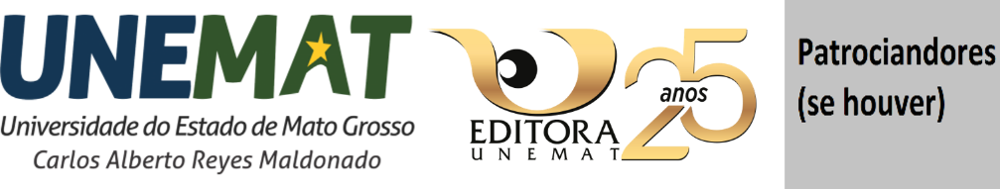 UNEMAT
Universidade do Estado de Mato Grosso
Carlos Alberto Reyes Maldonado
EDITORA
UNEMAT
25
anos
Patrociandores
(se houver)